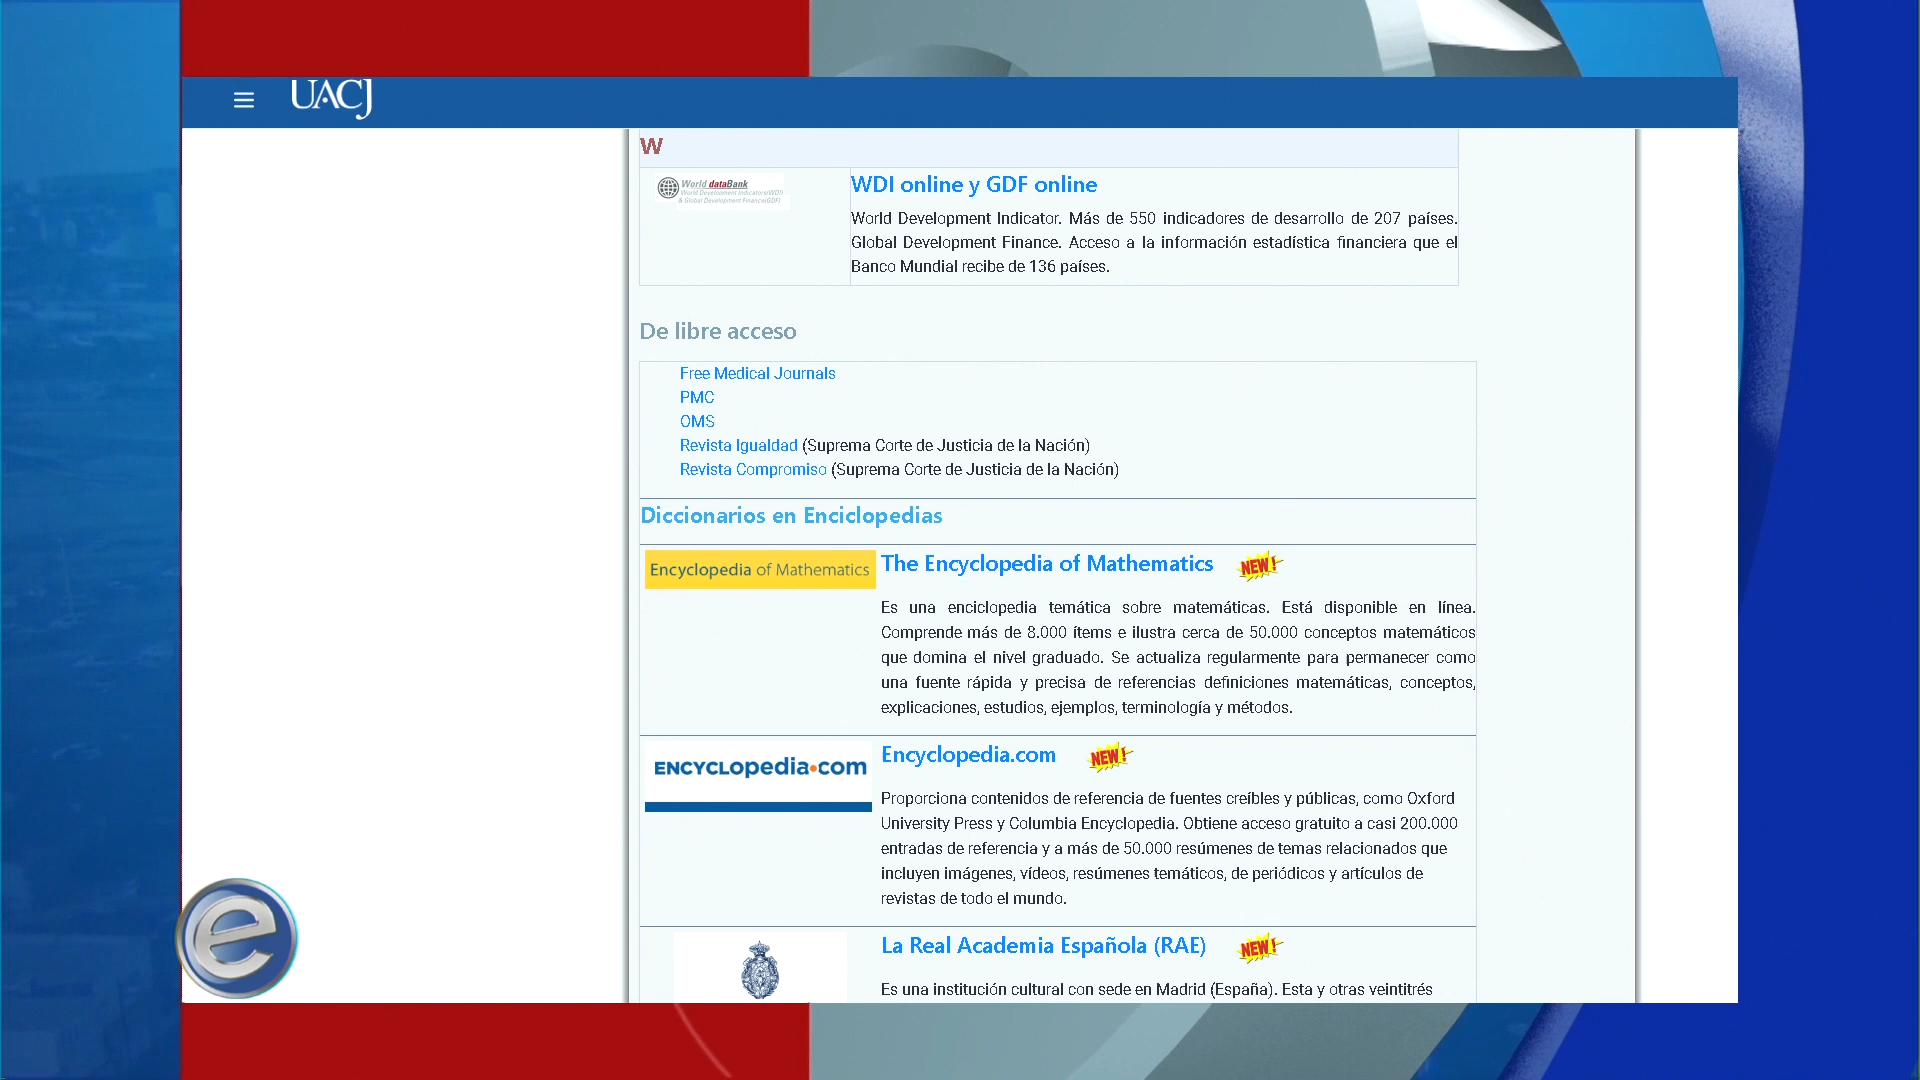 UACJ
W
World dataBank
World Development Indicators(WDI)
& Global Development Finance(GDF)
WDI online y GDF online
World Development Indicator. Más de 550 indicadores de desarrollo de 207 países.
Global Development Finance. Acceso a la información estadística financiera que el
Banco Mundial recibe de 136 países.
De libre acceso
Free Medical Journals
PMC
OMS
Revista Igualdad (Suprema Corte de Justicia de la Nación)
Revista Compromiso (Suprema Corte de Justicia de la Nación)
Diccionarios en Enciclopedias
Encyclopedia of Mathematics
The Encyclopedia of Mathematics NEW!
Es una enciclopedia temática sobre matemáticas. Está disponible en línea.
Comprende más de 8.000 ítems e ilustra cerca de 50.000 conceptos matemáticos
que domina el nivel graduado. Se actualiza regularmente para permanecer como
una fuente rápida y precisa de referencias definiciones matemáticas, conceptos,
explicaciones, estudios, ejemplos, terminología y métodos.
ENCYCLOpedia.com
Encyclopedia.com NEW!
Proporciona contenidos de referencia de fuentes creíbles y públicas, como Oxford
University Press y Columbia Encyclopedia. Obtiene acceso gratuito a casi 200.000
entradas de referencia y a más de 50.000 resúmenes de temas relacionados que
incluyen imágenes, vídeos, resúmenes temáticos, de periódicos y artículos de
revistas de todo el mundo.
La Real Academia Española (RAE) NEW!
Es una institución cultural con sede en Madrid (España). Esta y otras veintitrés
e